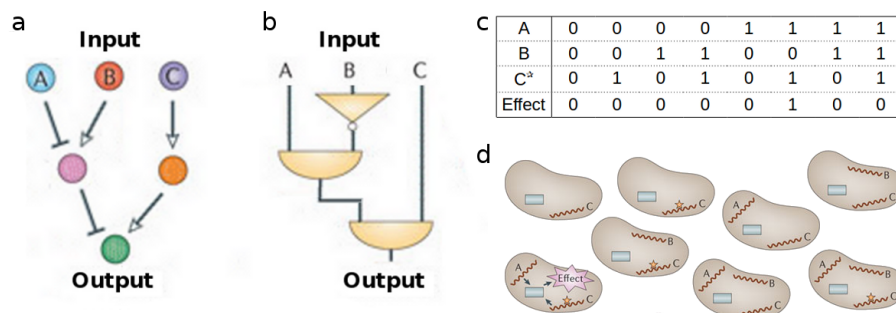 a
Input
A B C
Output
b
Input
A B C
Output
c
A 0 0 0 0 1 1 1 1
B 0 0 1 1 0 0 1 1
C☆ 0 1 0 1 0 1 0 1
Effect 0 0 0 0 0 1 0 0
d
C
C
A
C
B
C
A
Effect
C
B
C
A
B
C
A
B
C